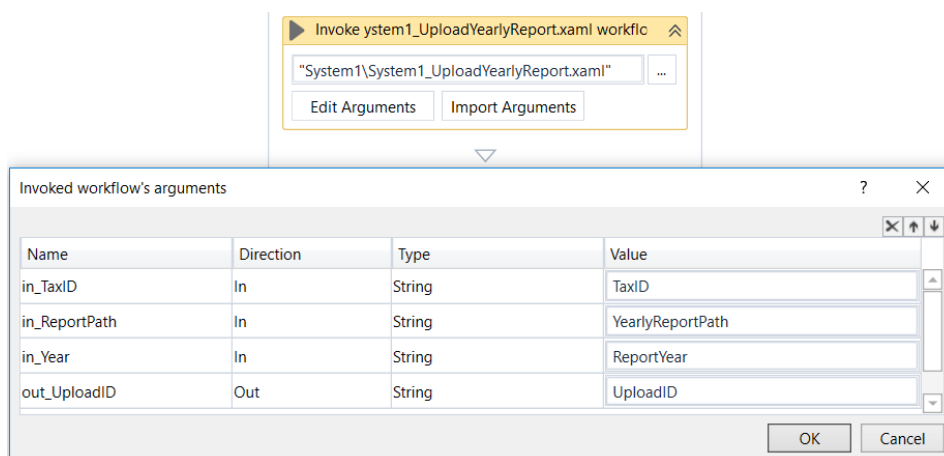 Invoke ystem1_UploadYearlyReport.xaml workflc
"System1\System1_UploadYearlyReport.xaml" ...
Edit Arguments Import Arguments
Invoked workflow's arguments ?
Name Direction Type Value
in_TaxID In String TaxID
in_ReportPath In String YearlyReportPath
in_Year In String ReportYear
out_UploadID Out String UploadID
OK Cancel